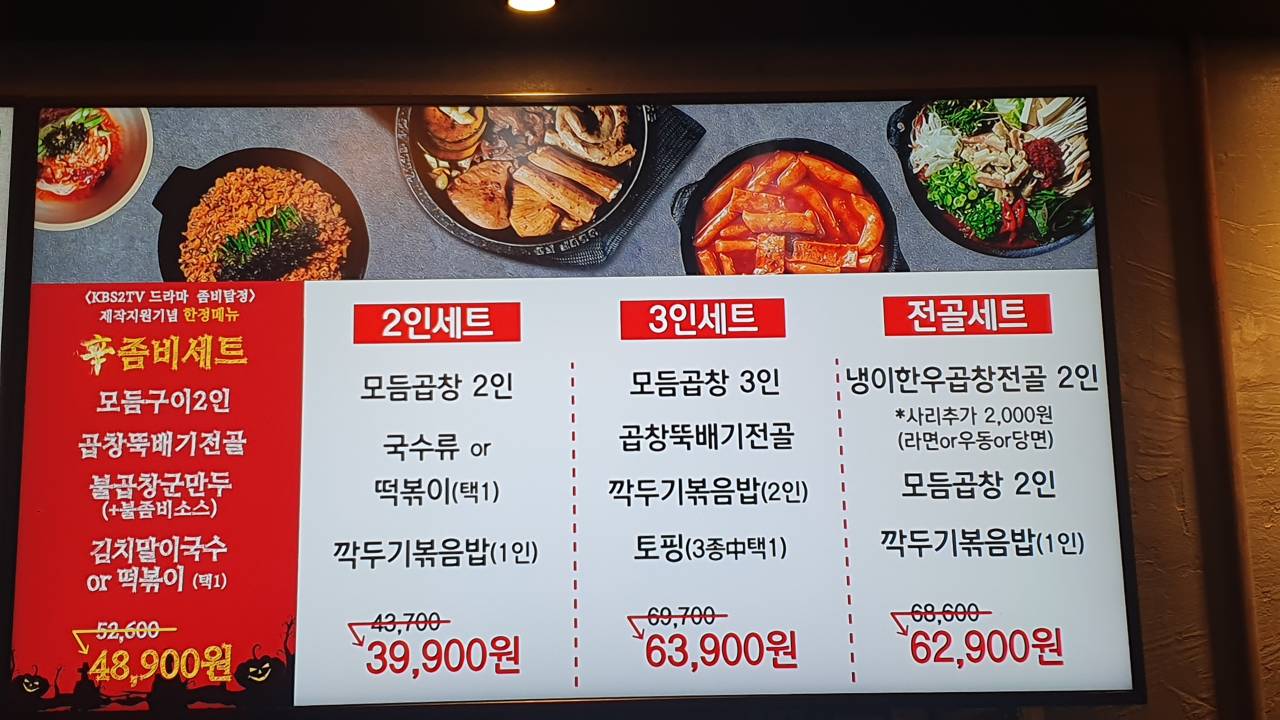 <KBS2TV 드라마 좀비탐정>
제작지원기념 한정메뉴
辛좀비세트
모듬구이2인
곱창뚝배기전골
불곱창군만두
(+불좀비소스)
김치말이국수
or 떡볶이 (택1)
52,600
48,900원
2인세트
모듬곱창 2인
국수류 or
떡볶이(택1)
깍두기볶음밥(1인)
43,700
39,900원
3인세트
모듬곱창 3인
곱창뚝배기전골
깍두기볶음밥(2인)
토핑(3종中택1)
69,700
63,900원
전골세트
냉이한우곱창전골 2인
*사리추가 2,000원
(라면or우동or당면)
모듬곱창 2인
깍두기볶음밥(1인)
68,600
62,900원